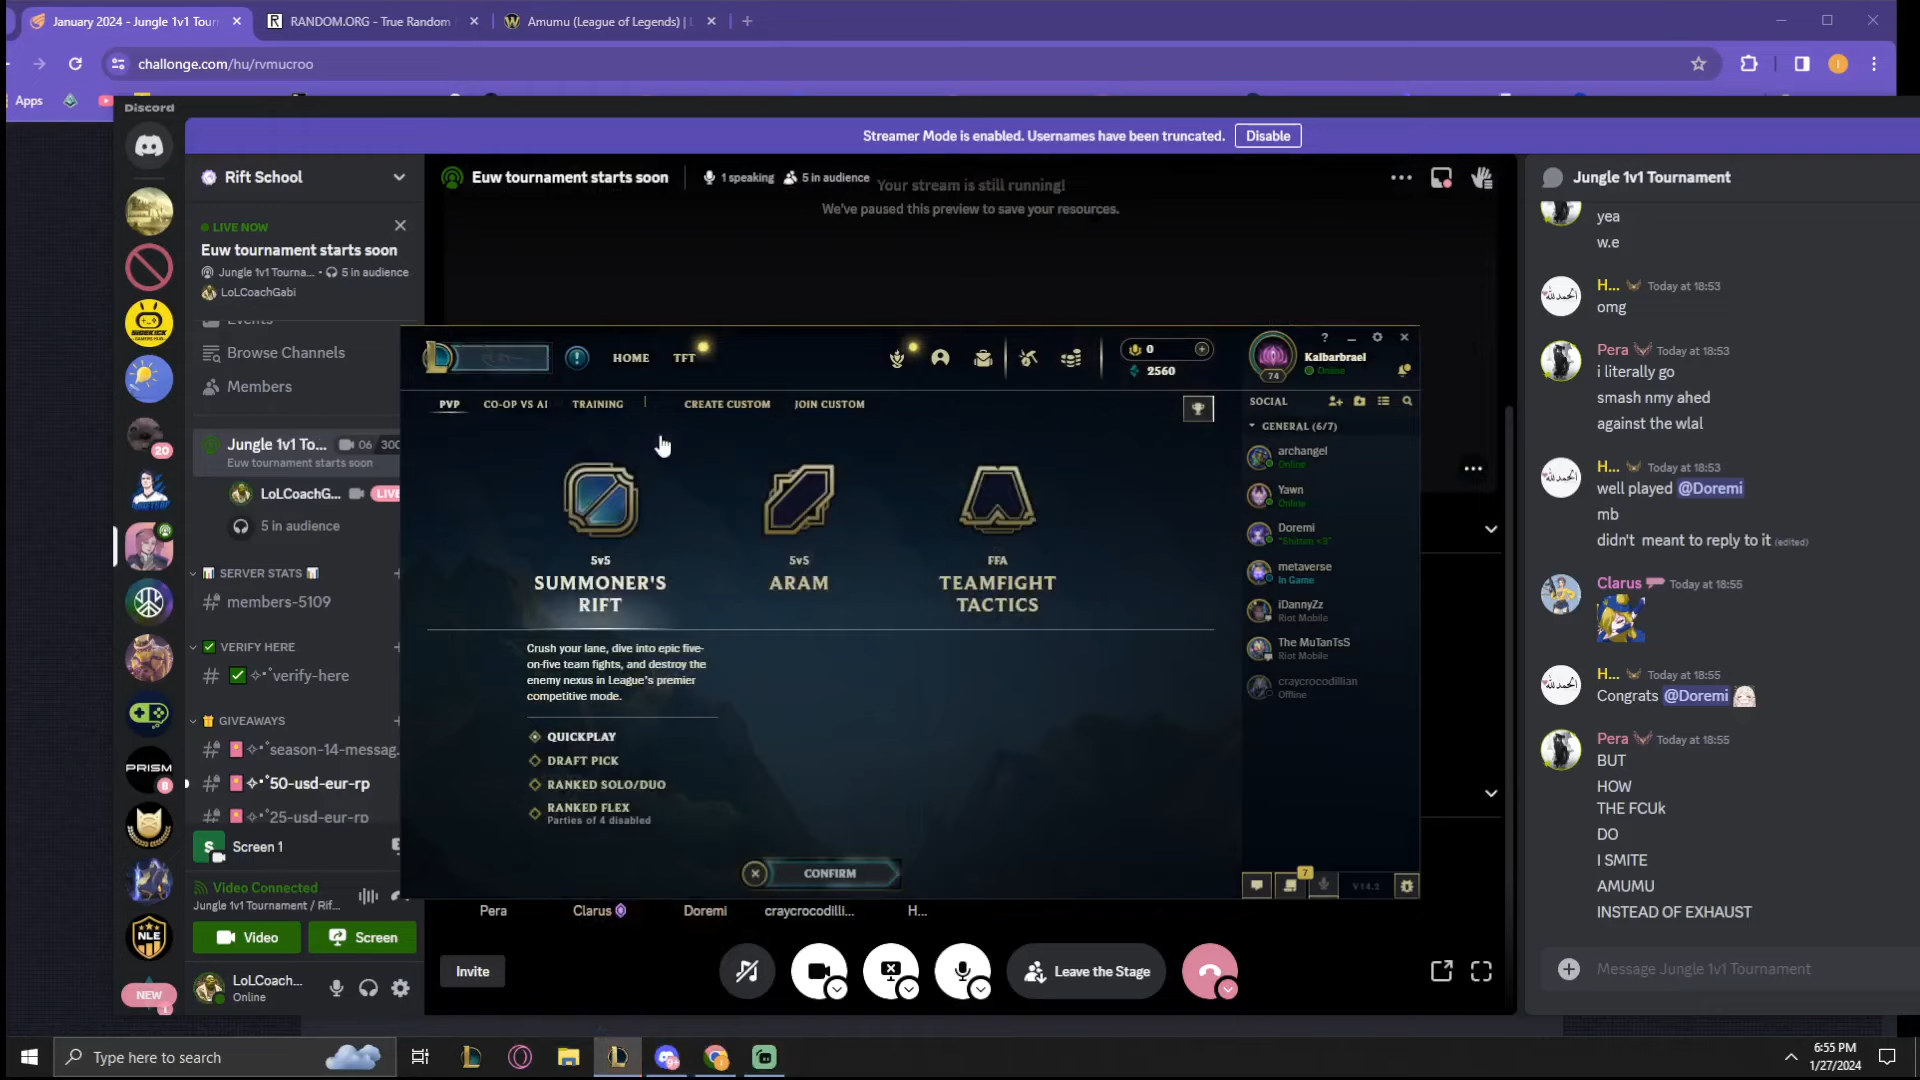 January 2024 - Jungle 1v1 Tour
RANDOM.ORG - True Random
Amumu (League of Legends) |
challonge.com/hu/rvmucroo
Apps
Discord
Streamer Mode is enabled. Usernames have been truncated.
Disable
Rift School
LIVE NOW
Euw tournament starts soon
Jungle 1v1 Tourna... • 5 in audience
LoLCoachGabi
Events
Browse Channels
Members
Jungle 1v1 To...
06
300
Euw tournament starts soon
LoLCoachG...
LIVE
5 in audience
20
SERVER STATS
members-5109
VERIFY HERE
verify-here
GIVEAWAYS
season-14-messag...
50-usd-eur-rp
25-usd-eur-rp
PRISM
8
NLE
NEW
S
Screen 1
Video Connected
Jungle 1v1 Tournament / Rif...
Video
Screen
LoLCoach...
Online
Euw tournament starts soon
1 speaking
5 in audience
Your stream is still running!
We've paused this preview to save your resources.
HOME
TFT
0
2560
74
Kalbarbrael
Online
PVP
CO-OP VS AI
TRAINING
CREATE CUSTOM
JOIN CUSTOM
5v5
SUMMONER'S
RIFT
5v5
ARAM
FFA
TEAMFIGHT
TACTICS
Crush your lane, dive into epic five-
on-five team fights, and destroy the
enemy nexus in League's premier
competitive mode.
QUICKPLAY
DRAFT PICK
RANKED SOLO/DUO
RANKED FLEX
Parties of 4 disabled
CONFIRM
SOCIAL
GENERAL (6/7)
archangel
Online
Yawn
Online
Doremi
"Shimm <3"
metaverse
In Game
iDannyZz
Riot Mobile
The MuTanTsS
Riot Mobile
craycrocodillian
Offline
7
V14.2
Pera
Clarus
Doremi
craycrocodilli...
H...
Invite
Leave the Stage
Jungle 1v1 Tournament
yea
w.e
H... Today at 18:53
omg
Pera Today at 18:53
i literally go
smash nmy ahed
against the wlal
H... Today at 18:53
well played @Doremi
mb
didn't meant to reply to it (edited)
Clarus Today at 18:55
H... Today at 18:55
Congrats @Doremi
Pera Today at 18:55
BUT
HOW
THE FCUk
DO
I SMITE
AMUMU
INSTEAD OF EXHAUST
Message Jungle 1v1 Tournament
Type here to search
6:55 PM
1/27/2024